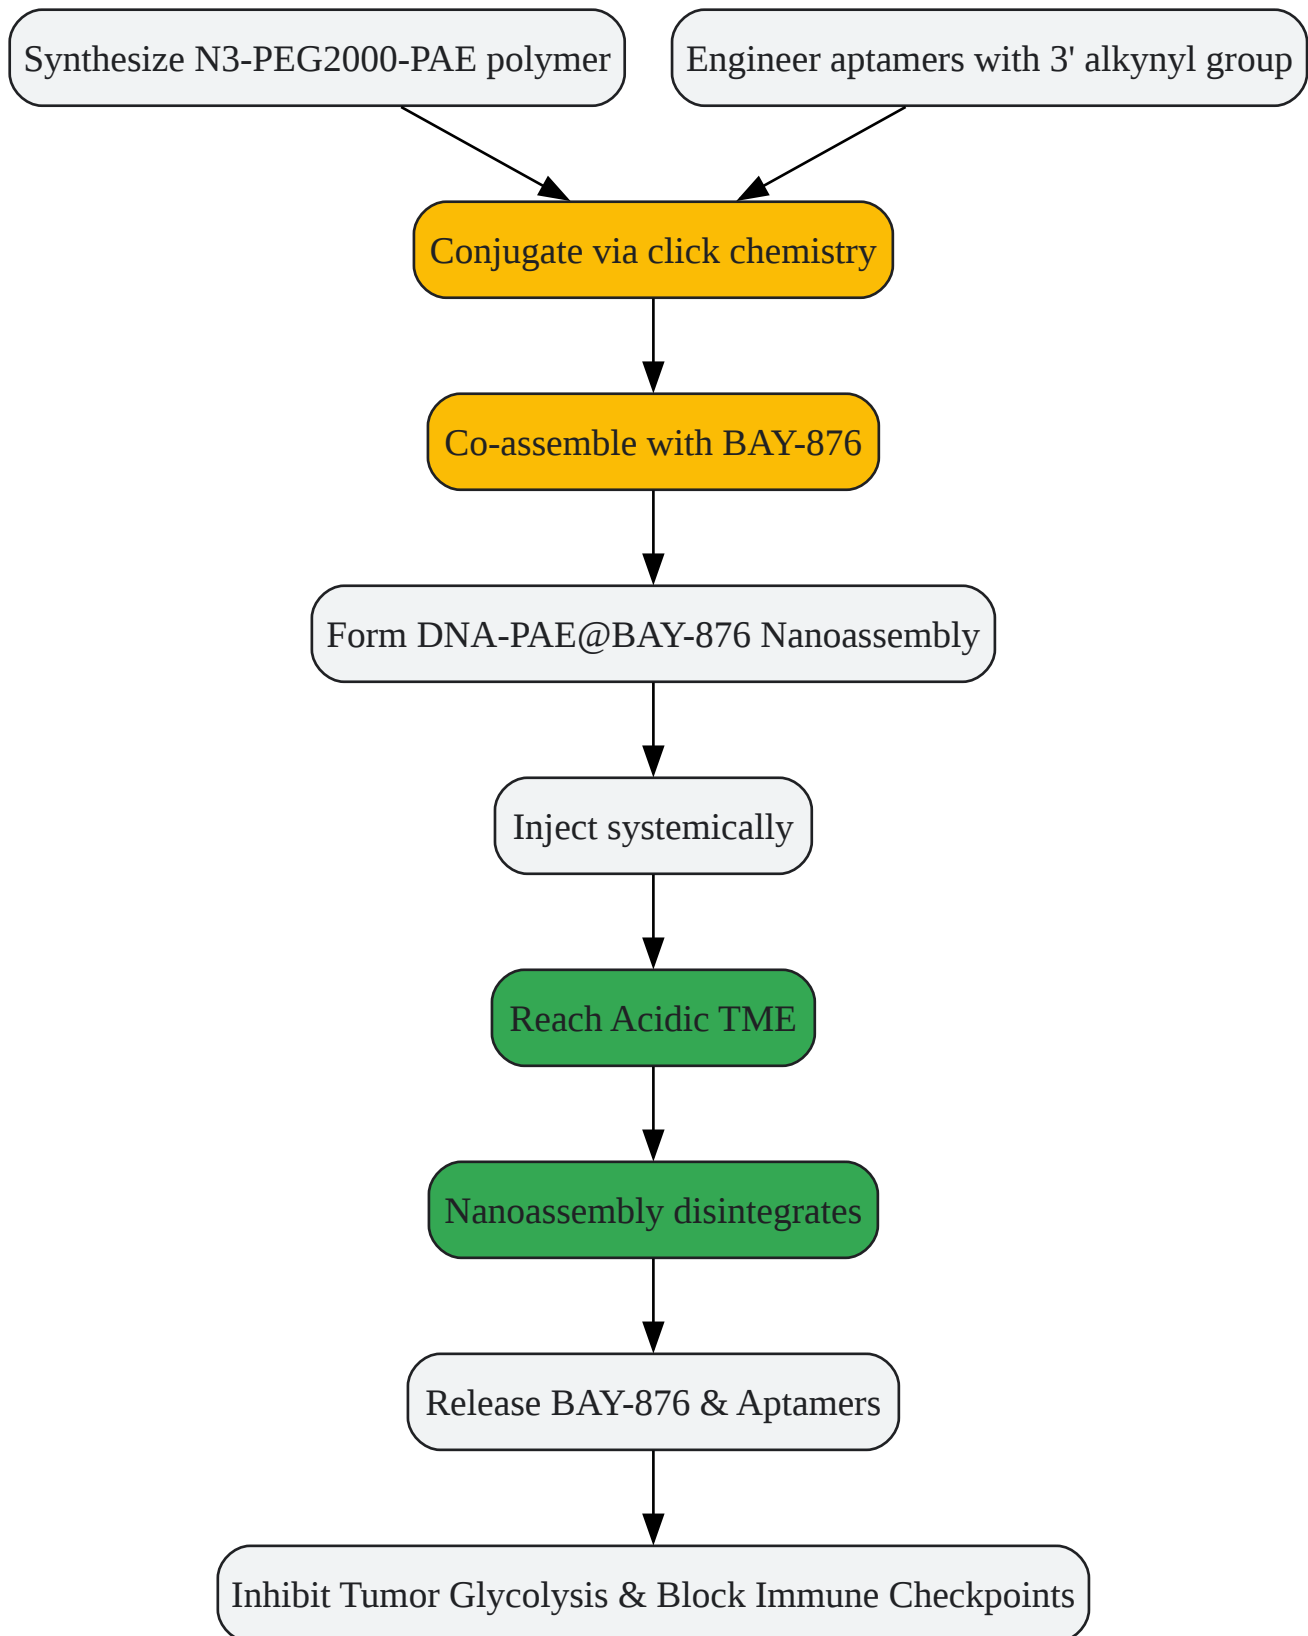 Synthesize N3-PEG2000-PAE polymer
Engineer aptamers with 3' alkynyl group
Conjugate via click chemistry
Co-assemble with BAY-876
Form DNA-PAE@BAY-876 Nanoassembly
Inject systemically
Reach Acidic TME
Nanoassembly disintegrates
Release BAY-876 & Aptamers
Inhibit Tumor Glycolysis & Block Immune Checkpoints